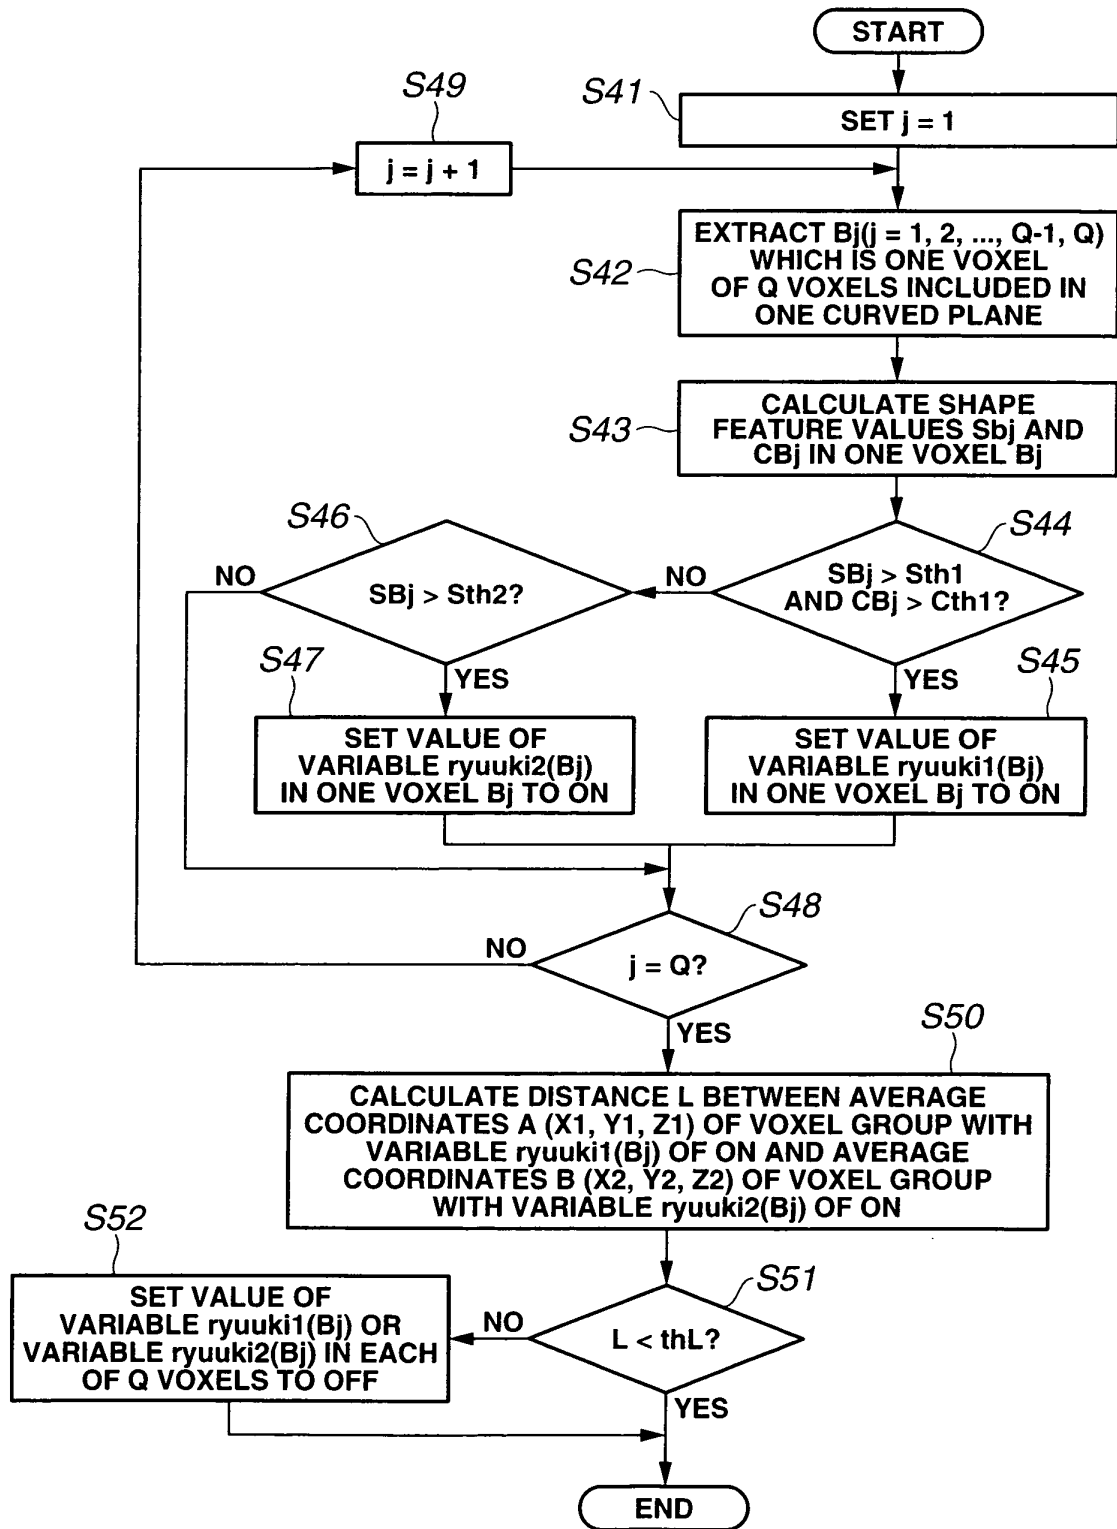 START
S41
SET j = 1
S49
j = j + 1
S42
EXTRACT Bj(j = 1, 2, ..., Q-1, Q)
WHICH IS ONE VOXEL
OF Q VOXELS INCLUDED IN
ONE CURVED PLANE
S43
CALCULATE SHAPE
FEATURE VALUES Sbj AND
CBj IN ONE VOXEL Bj
S44
SBj > Sth1
AND CBj > Cth1?
NO
YES
S46
SBj > Sth2?
NO
YES
S47
SET VALUE OF
VARIABLE ryuuki2(Bj)
IN ONE VOXEL Bj TO ON
S45
SET VALUE OF
VARIABLE ryuuki1(Bj)
IN ONE VOXEL Bj TO ON
S48
j = Q?
NO
YES
S50
CALCULATE DISTANCE L BETWEEN AVERAGE
COORDINATES A (X1, Y1, Z1) OF VOXEL GROUP WITH
VARIABLE ryuuki1(Bj) OF ON AND AVERAGE
COORDINATES B (X2, Y2, Z2) OF VOXEL GROUP
WITH VARIABLE ryuuki2(Bj) OF ON
S51
L < thL?
NO
YES
S52
SET VALUE OF
VARIABLE ryuuki1(Bj) OR
VARIABLE ryuuki2(Bj) IN EACH
OF Q VOXELS TO OFF
END